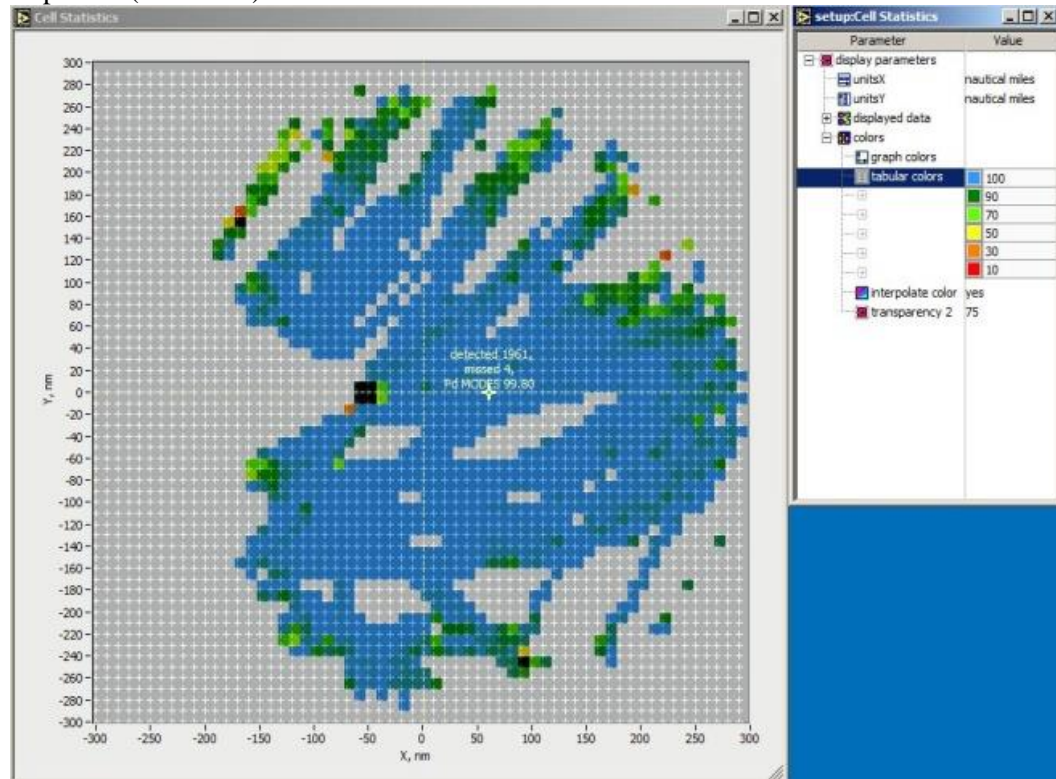 Cell Statistics
300
280
260
240
220
200
180
160
140
120
100
80
60
40
20
0
-20
-40
-60
-80
-100
-120
-140
-160
-180
-200
-220
-240
-260
-280
-300
Y, nm
detected 1961,
missed 4,
Pd MODES 99.80
-300 -250 -200 -150 -100 -50 0 50 100 150 200 250 300
X, nm
setup:Cell Statistics
Parameter Value
display parameters
unitsX nautical miles
unitsY nautical miles
displayed data
colors
graph colors
tabular colors 100
90
70
50
30
10
interpolate color yes
transparency 2 75